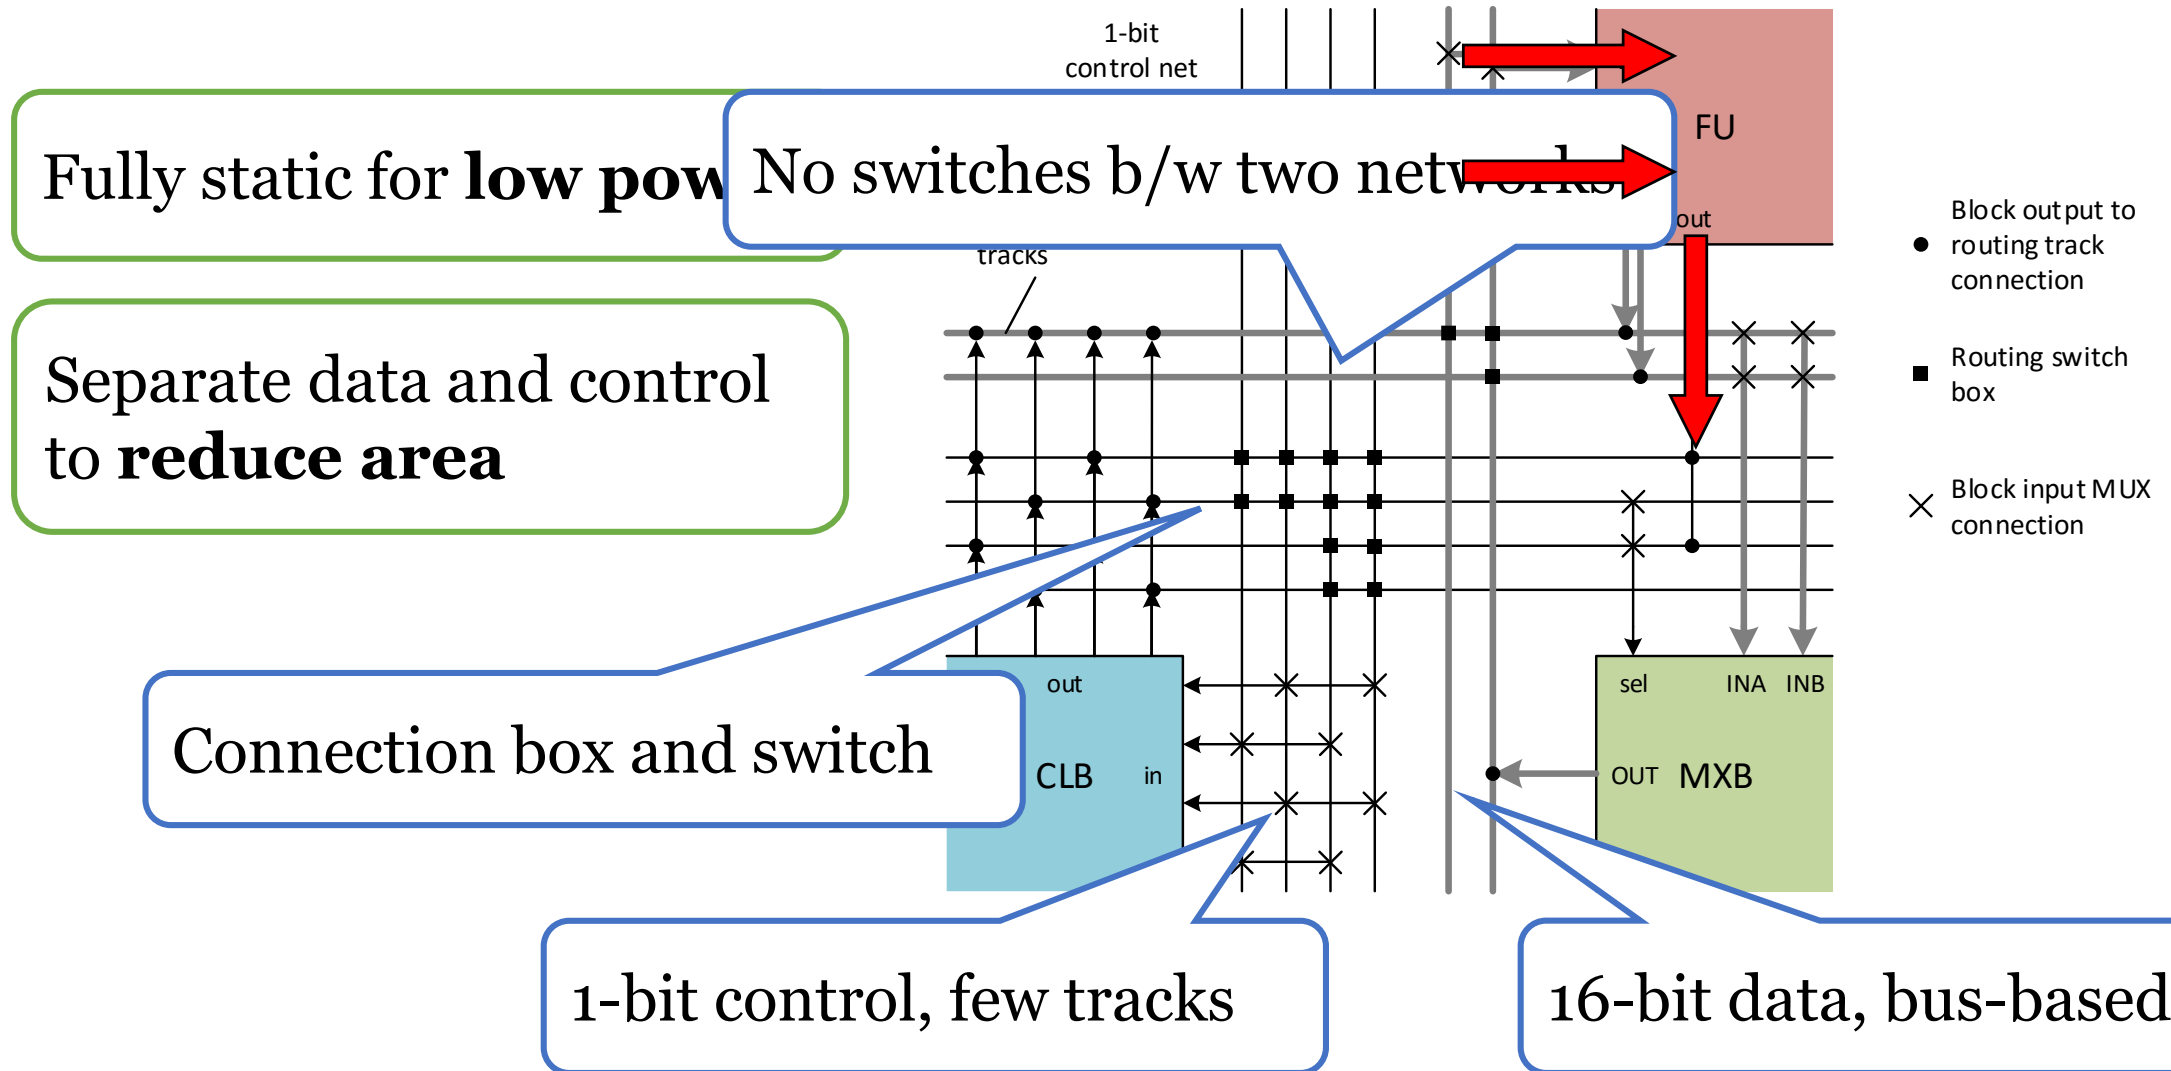 1-bit
control net
Fully static for low pow
No switches b/w two networks
FU
out
tracks
Separate data and control
to reduce area
Block output to
routing track
connection
Routing switch
box
Block input MUX
connection
Connection box and switch
out
CLB
in
sel
INA
INB
OUT
MXB
1-bit control, few tracks
16-bit data, bus-based